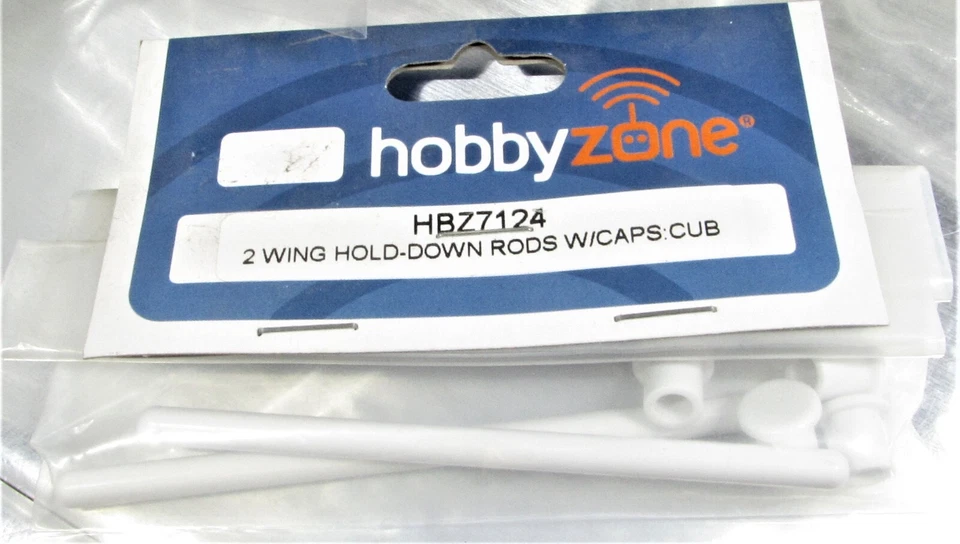 hobbyzone®
HBZ7124
2 WING HOLD-DOWN RODS W/CAPS:CUB